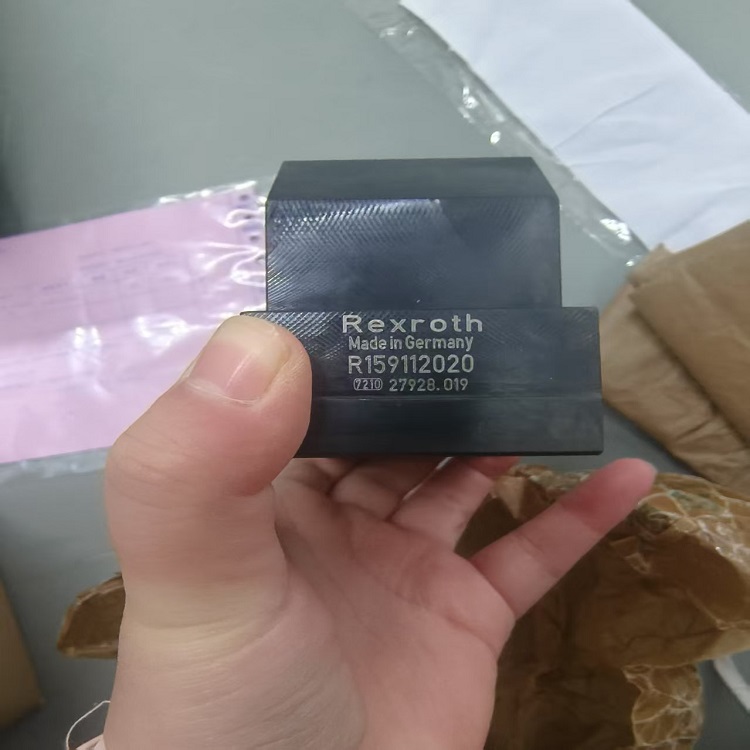 Rexroth
Made in Germany
R159112020
7210 27928.019